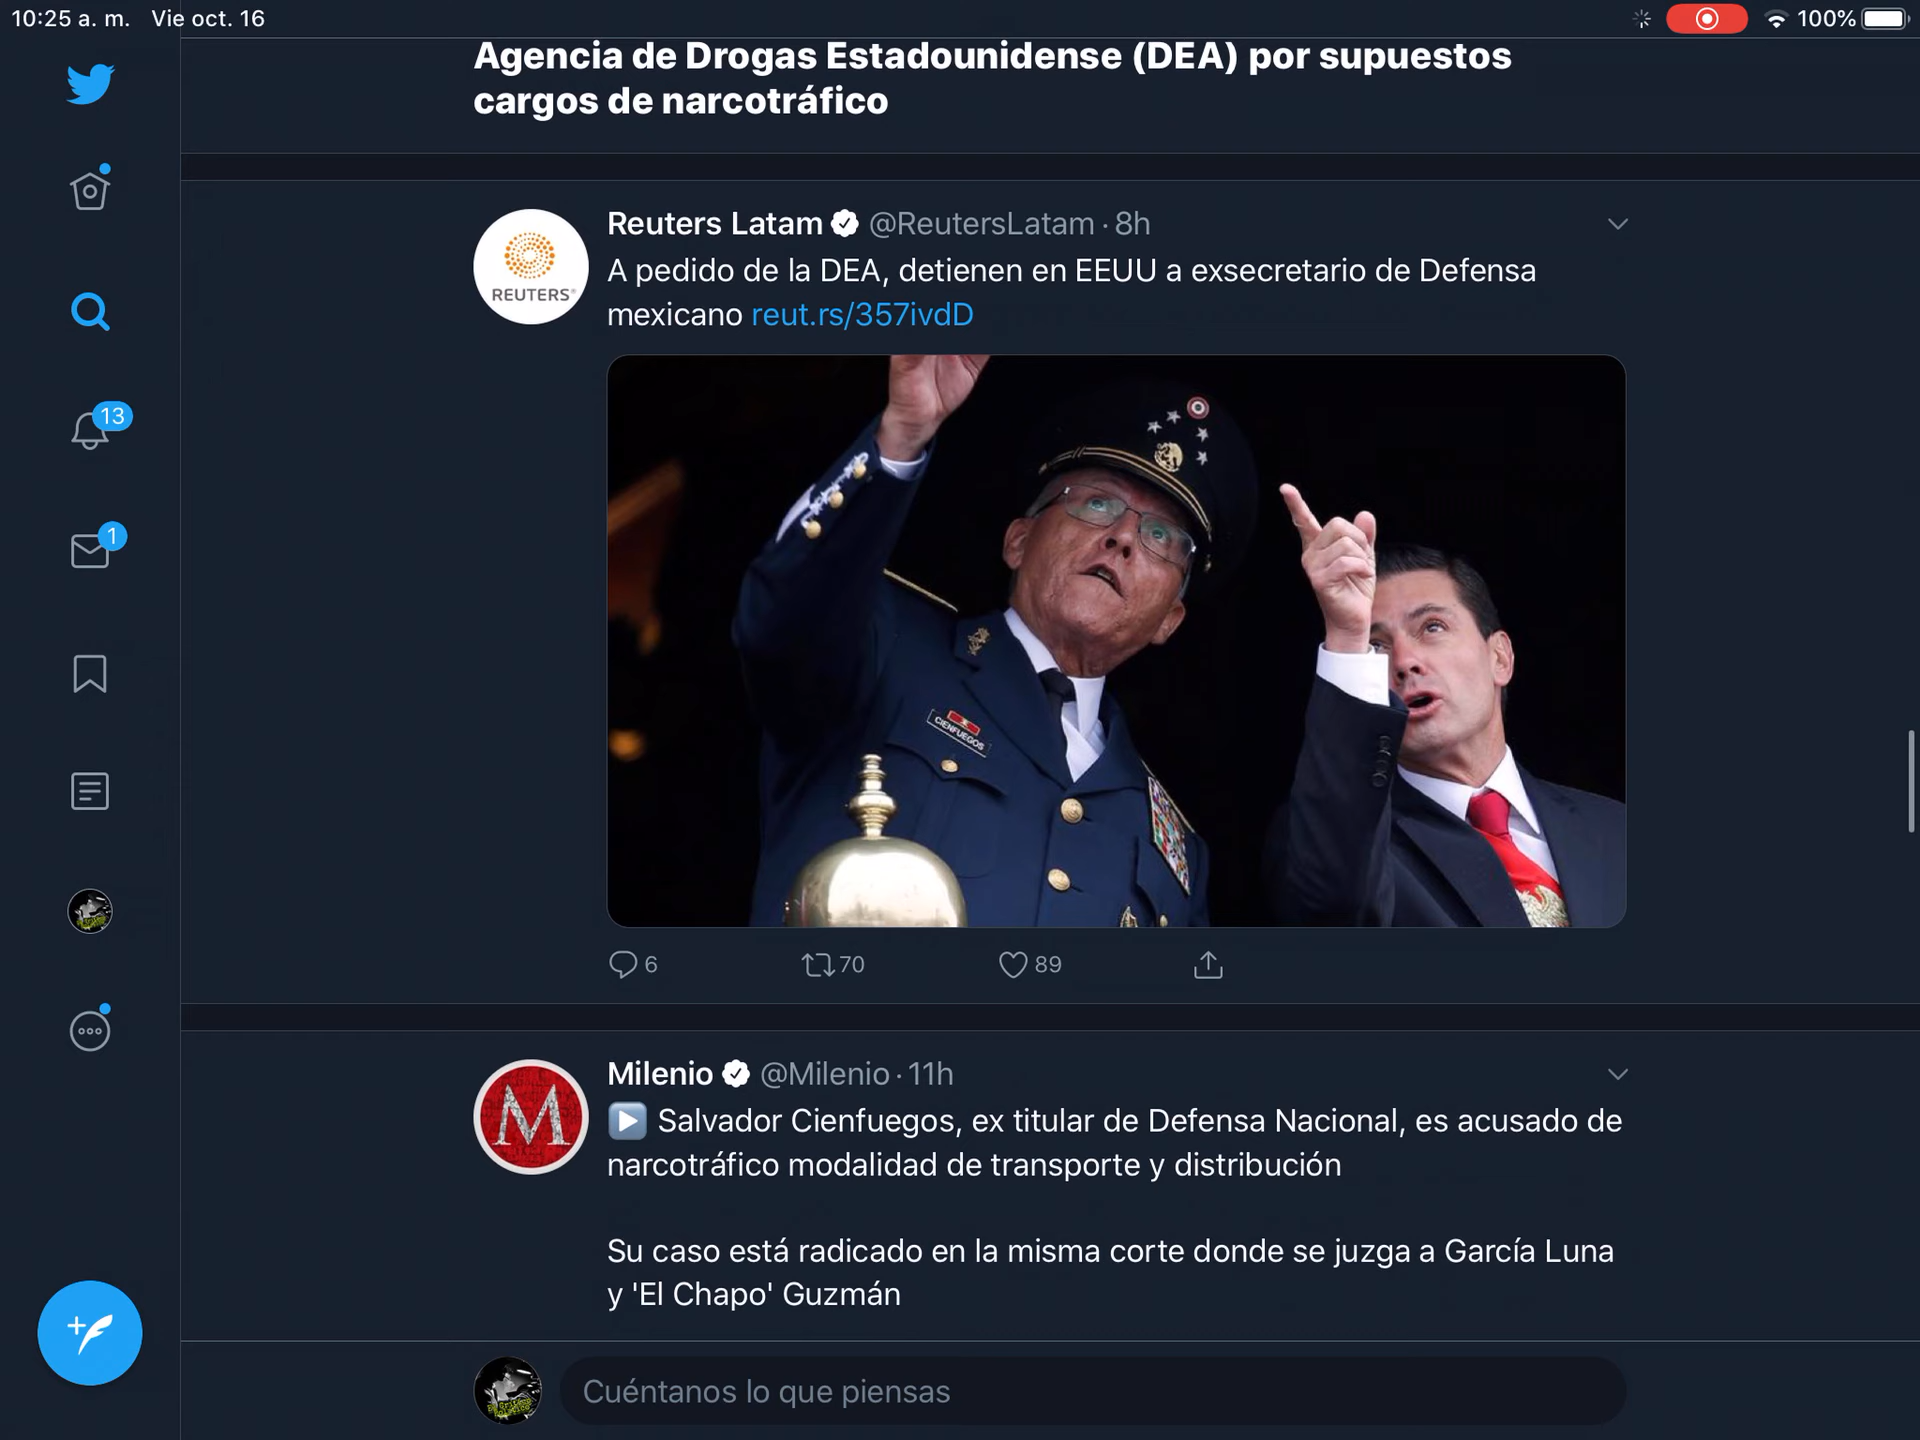 10:25 a. m. Vie oct. 16
100%
Agencia de Drogas Estadounidense (DEA) por supuestos
cargos de narcotráfico
Reuters Latam @ReutersLatam · 8h
A pedido de la DEA, detienen en EEUU a exsecretario de Defensa
mexicano reut.rs/357ivdD
REUTERS
CIENFUEGOS
6 70 89
13
1
Milenio @Milenio · 11h
M
Salvador Cienfuegos, ex titular de Defensa Nacional, es acusado de
narcotráfico modalidad de transporte y distribución
Su caso está radicado en la misma corte donde se juzga a García Luna
y 'El Chapo' Guzmán
Cuéntanos lo que piensas